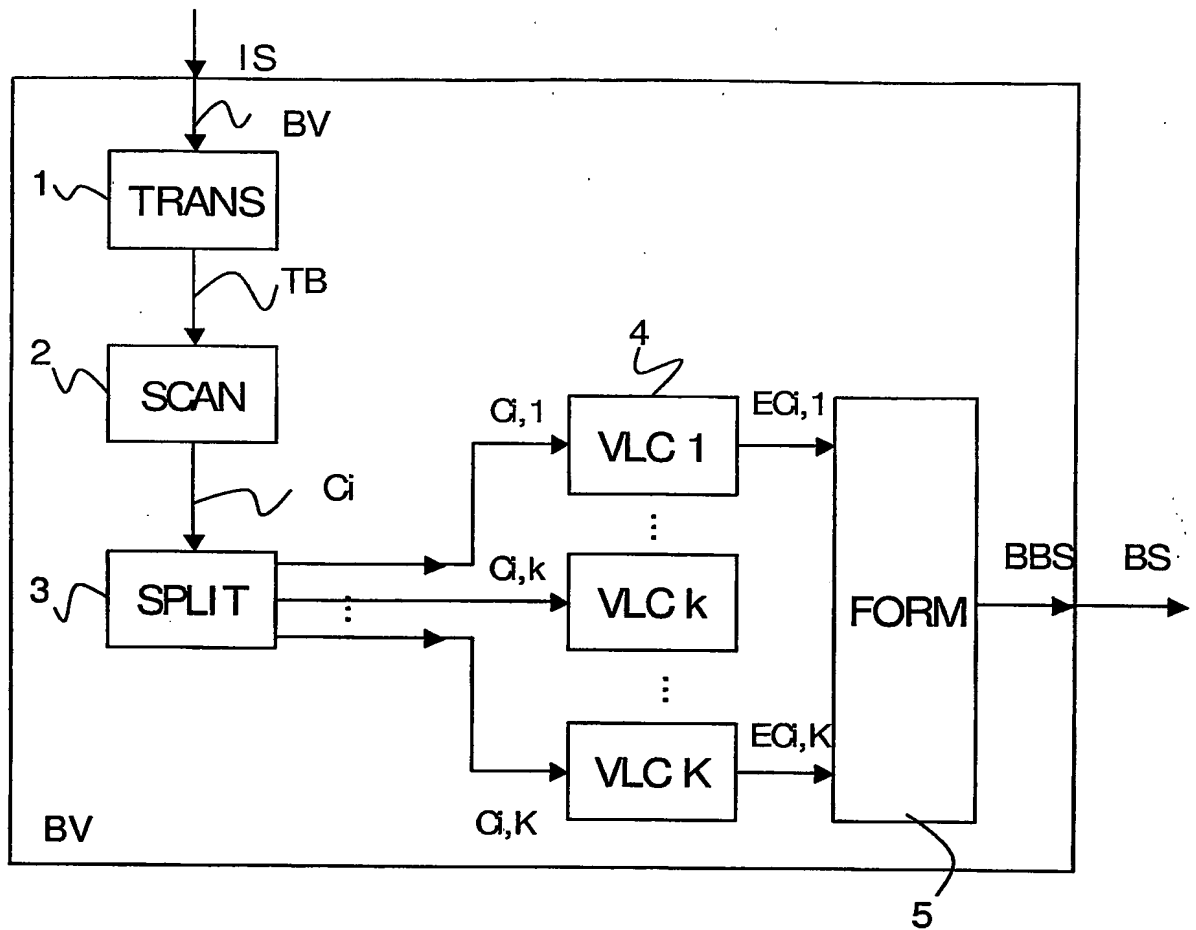 IS
BV
1
TRANS
TB
2
SCAN
4
Ci,1
VLC 1
ECi,1
Ci
⋮
3
SPLIT
⋮
Ci,k
VLC k
FORM
BBS
BS
⋮
Ci,K
VLC K
ECi,K
BV
5